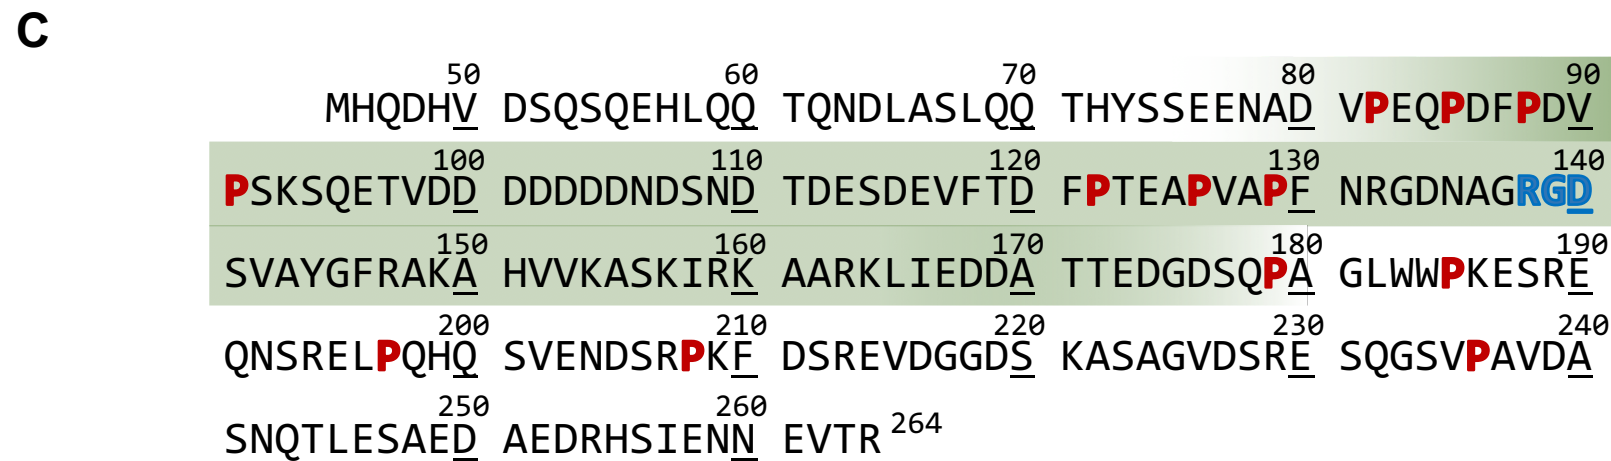 C
50 60 70 80 90
MHQDHV DSQSQEHLQQ TQNDLASLQQ THYSSEENAD VPEQPDFPDV
100 110 120 130 140
PSKSQETVDD DDDDDNDSND TDESDEVFTD FPTEAPVAPF NRGDNAGRGD
150 160 170 180 190
SVAYGFRAKA HVVKASKIRK AARKLIEDDA TTEDGDSQPA GLWWPKESRE
200 210 220 230 240
QNSRELPQHQ SVENDSRPKF DSREVDGGDS KASAGVDSRE SQGSVPAVDA
250 260
SNQTLESAED AEDRHSIENN EVTR 264